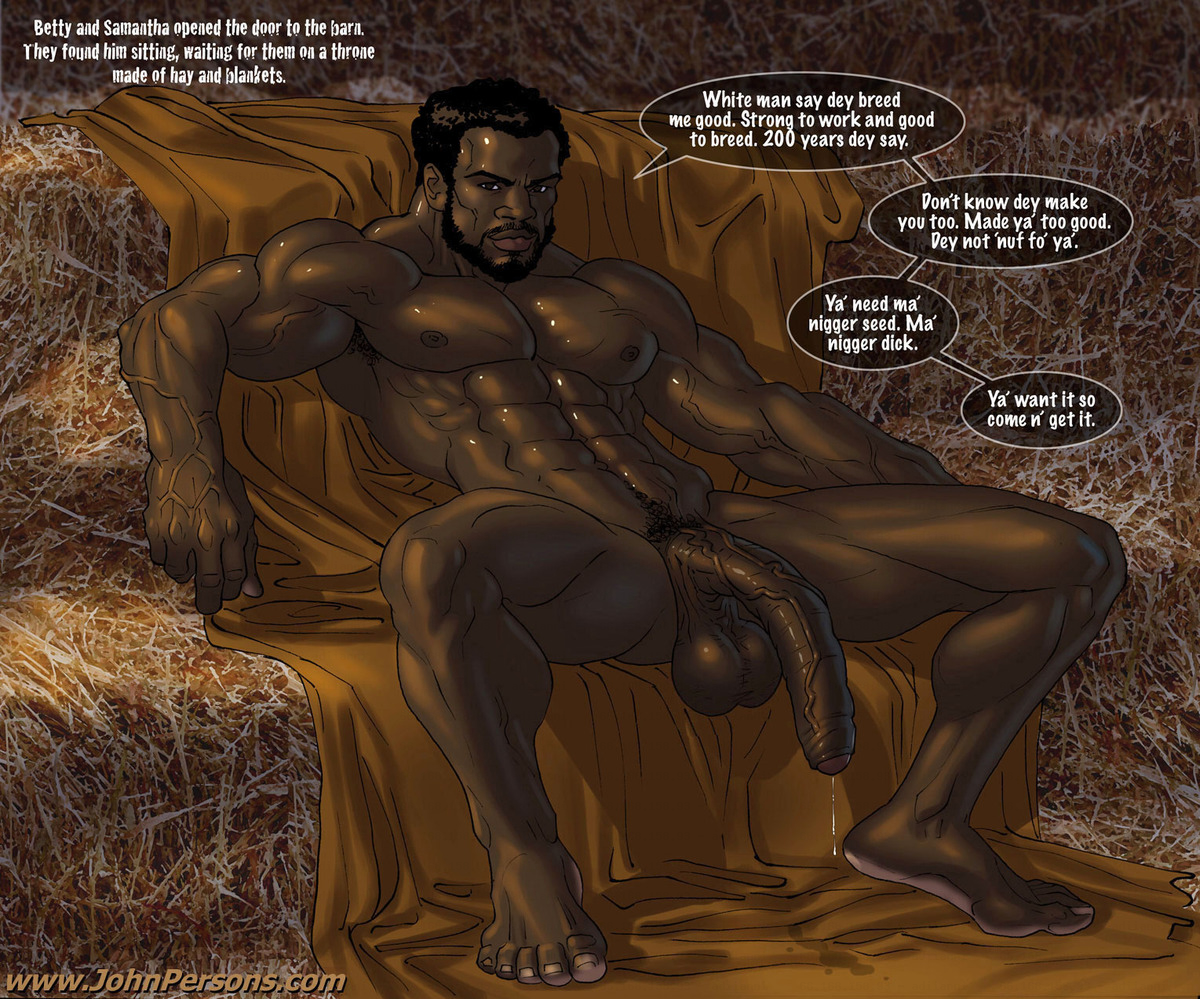 Betty and Samantha opened the door to the barn.
They found him sitting, waiting for them on a throne
made of hay and blankets.
White man say dey breed
me good. Strong to work and good
to breed. 200 years dey say.
Don't know dey make
you too. Made ya' too good.
Dey not 'nuf fo' ya'.
Ya' need ma'
nigger seed. Ma'
nigger dick.
Ya' want it so
come n' get it.
www.JohnPersons.com